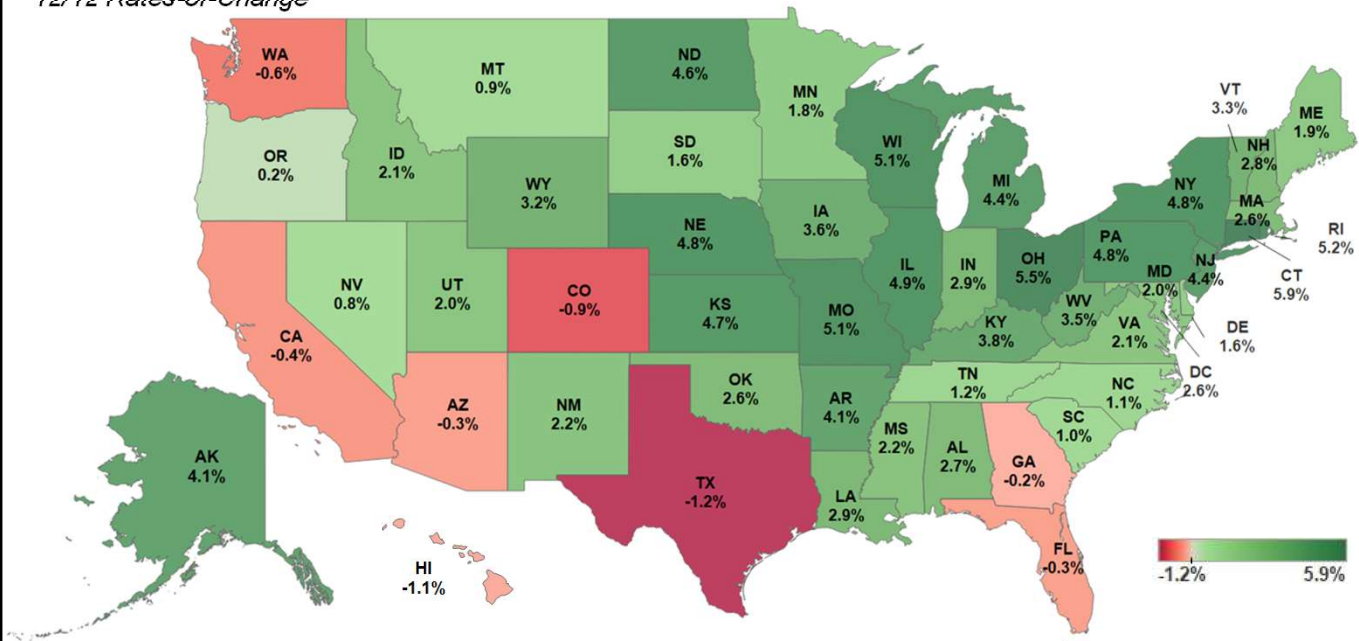 12/12 Rates-of-Change
WA
-0.6%
MT
0.9%
ND
4.6%
MN
1.8%
VT
3.3%
ME
1.9%
OR
0.2%
ID
2.1%
SD
1.6%
WI
5.1%
NH
2.8%
WY
3.2%
MI
4.4%
NY
4.8%
MA
2.6%
RI
5.2%
NE
4.8%
IA
3.6%
PA
4.8%
NJ
4.4%
CT
5.9%
NV
0.8%
UT
2.0%
CO
-0.9%
IL
4.9%
IN
2.9%
OH
5.5%
MD
2.0%
KS
4.7%
MO
5.1%
WV
3.5%
VA
2.1%
DE
1.6%
CA
-0.4%
KY
3.8%
DC
2.6%
AZ
-0.3%
NM
2.2%
OK
2.6%
AR
4.1%
TN
1.2%
NC
1.1%
SC
1.0%
AK
4.1%
MS
2.2%
AL
2.7%
GA
-0.2%
TX
-1.2%
LA
2.9%
HI
-1.1%
FL
-0.3%
-1.2% 5.9%